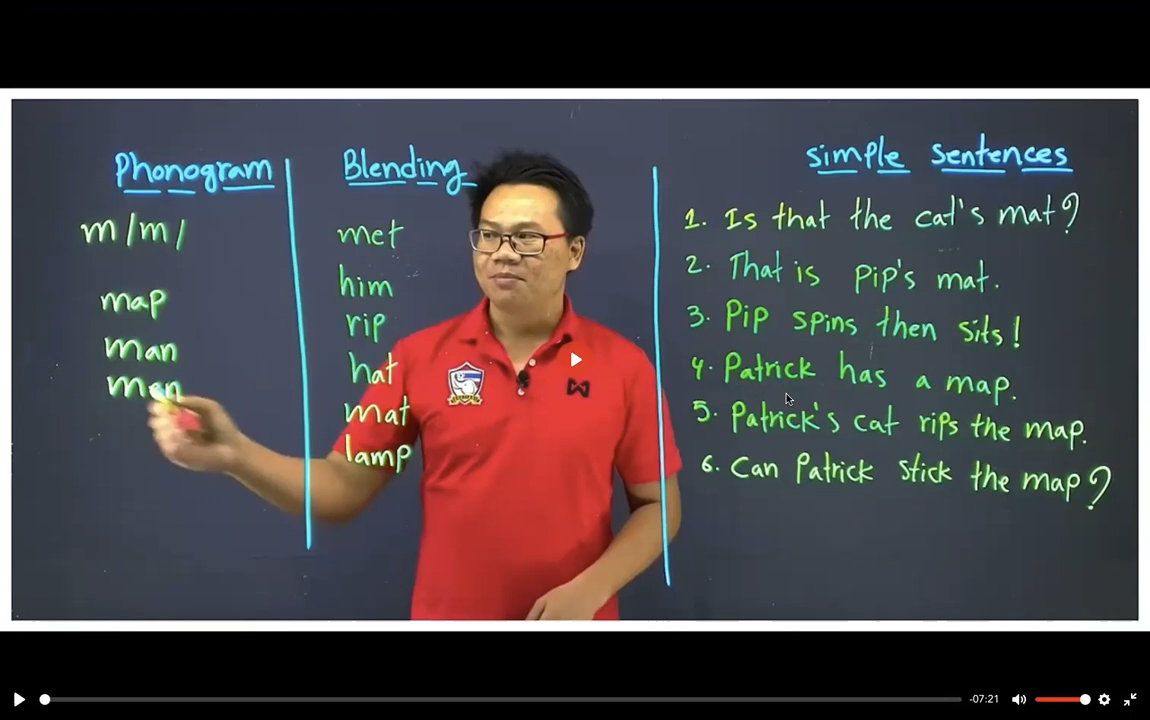 Phonogram
m /m/
map
man
men
Blending
met
him
rip
hat
mat
lamp
simple sentences
1. Is that the cat's mat?
2. That is Pip's mat.
3. Pip spins then sits!
4. Patrick has a map.
5. Patrick's cat rips the map.
6. Can Patrick stick the map?
-07:21